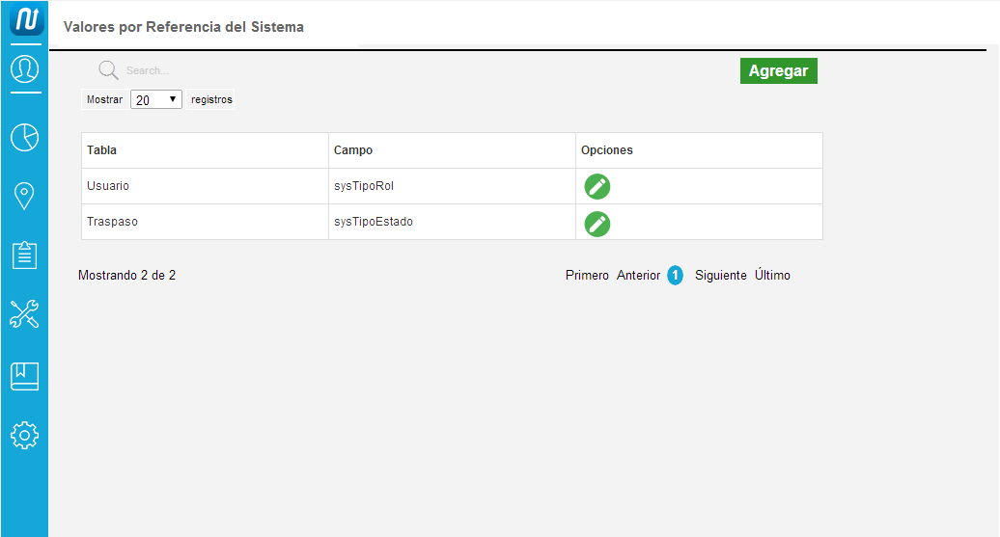 Valores por Referencia del Sistema
Search...
Agregar
Mostrar 20 registros
Tabla Campo Opciones
Usuario sysTipoRol
Traspaso sysTipoEstado
Mostrando 2 de 2
Primero Anterior 1 Siguiente Último